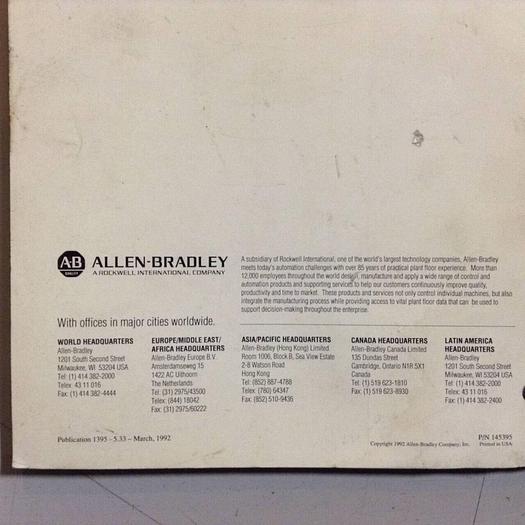 A-B
QUALITY
ALLEN-BRADLEY
A ROCKWELL INTERNATIONAL COMPANY
A subsidiary of Rockwell International, one of the world's largest technology companies, Allen-Bradley
meets today's automation challenges with over 85 years of practical plant floor experience. More than
12,000 employees throughout the world design, manufacture and apply a wide range of control and
automation products and supporting services to help our customers continuously improve quality,
productivity and time to market. These products and services not only control individual machines, but also
integrate the manufacturing process while providing access to vital plant floor data that can be used to
support decision-making throughout the enterprise.
With offices in major cities worldwide.
WORLD HEADQUARTERS
Allen-Bradley
1201 South Second Street
Milwaukee, WI 53204 USA
Tel: (1) 414 382-2000
Telex: 43 11 016
Fax: (1) 414 382-4444
EUROPE/MIDDLE EAST/
AFRICA HEADQUARTERS
Allen-Bradley Europe B.V.
Amsterdamseweg 15
1422 AC Uithoorn
The Netherlands
Tel: (31) 2975/43500
Telex: (844) 18042
Fax: (31) 2975/60222
ASIA/PACIFIC HEADQUARTERS
Allen-Bradley (Hong Kong) Limited
Room 1006, Block B, Sea View Estate
2-8 Watson Road
Hong Kong
Tel: (852) 887-4788
Telex: (780) 64347
Fax: (852) 510-9436
CANADA HEADQUARTERS
Allen-Bradley Canada Limited
135 Dundas Street
Cambridge, Ontario N1R 5X1
Canada
Tel: (1) 519 623-1810
Fax: (1) 519 623-8930
LATIN AMERICA
HEADQUARTERS
Allen-Bradley
1201 South Second Street
Milwaukee, WI 53204 USA
Tel: (1) 414 382-2000
Telex: 43 11 016
Fax: (1) 414 382-2400
Publication 1395 - 5.33 – March, 1992
P/N 145395
Copyright 1992 Allen-Bradley Company, Inc. Printed in USA